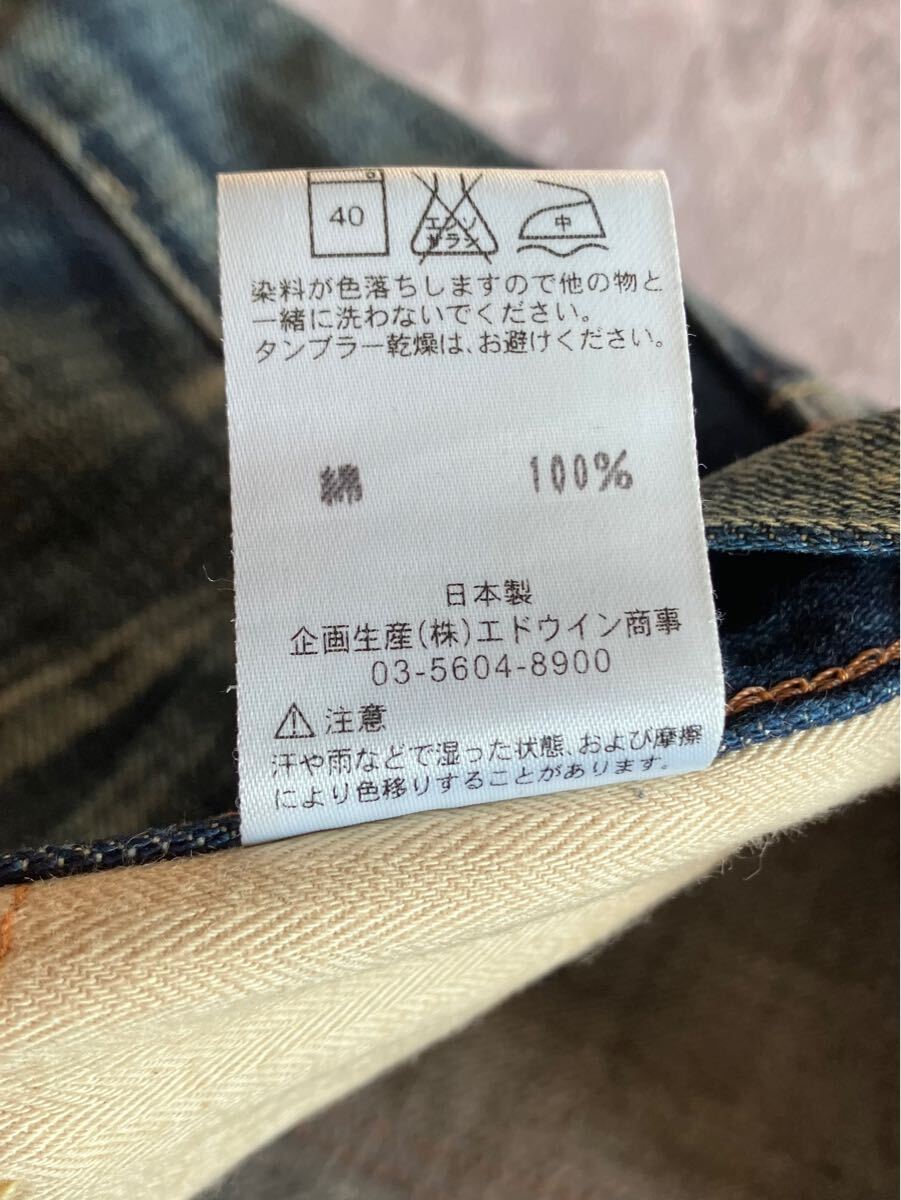 40
エンソ
サラシ
中
染料が色落ちしますので他の物と
一緒に洗わないでください。
タンブラー乾燥は、お避けください。
綿 100%
日本製
企画生産(株)エドウイン商事
03-5604-8900
⚠注意
汗や雨などで湿った状態、および摩擦
により色移りすることがあります。